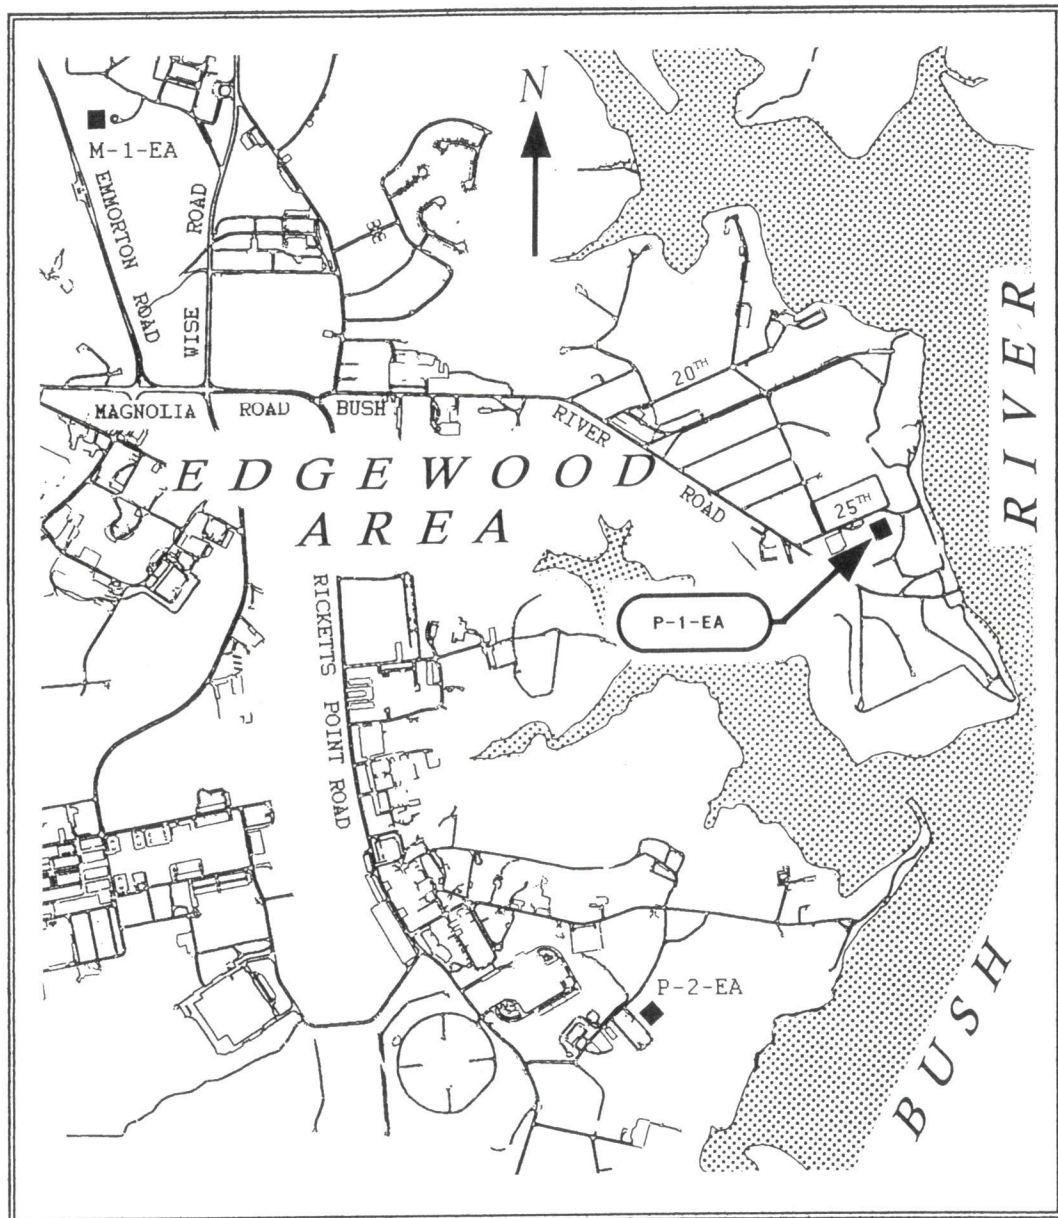 N
M-1-EA
EMMORTON ROAD
WISE ROAD
BE
RIVER
20TH
MAGNOLIA ROAD BUSH RIVER ROAD
EDGEWOOD
AREA
25TH
P-1-EA
RICKETTS POINT ROAD
P-2-EA
BUSH